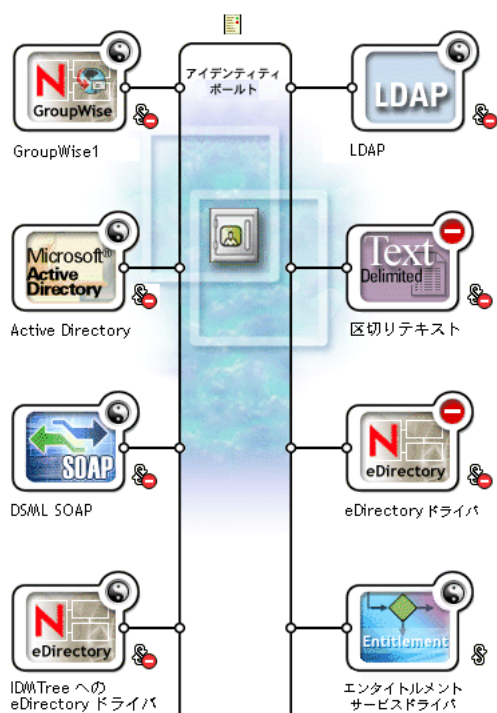 アイデンティティ
ボールト
N
GroupWise
GroupWise1
LDAP
LDAP
Microsoft®
Active
Directory
Active Directory
Text
Delimited
区切りテキスト
SOAP
DSML SOAP
N
eDirectory
eDirectory ドライバ
N
eDirectory
IDMTree への
eDirectory ドライバ
Entitlement
エンタイトルメント
サービスドライバ